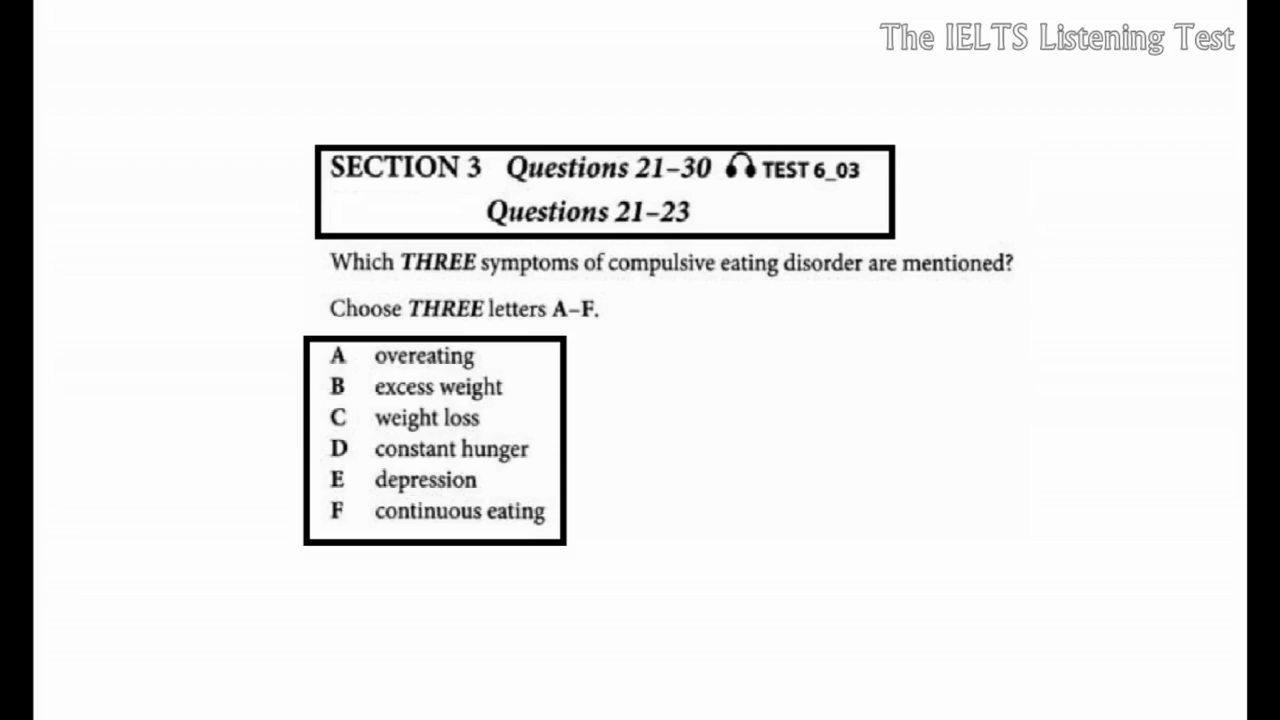 The IELTS Listening Test
SECTION 3 Questions 21–30 TEST 6_03
Questions 21–23
Which THREE symptoms of compulsive eating disorder are mentioned?
Choose THREE letters A–F.
A overeating
B excess weight
C weight loss
D constant hunger
E depression
F continuous eating